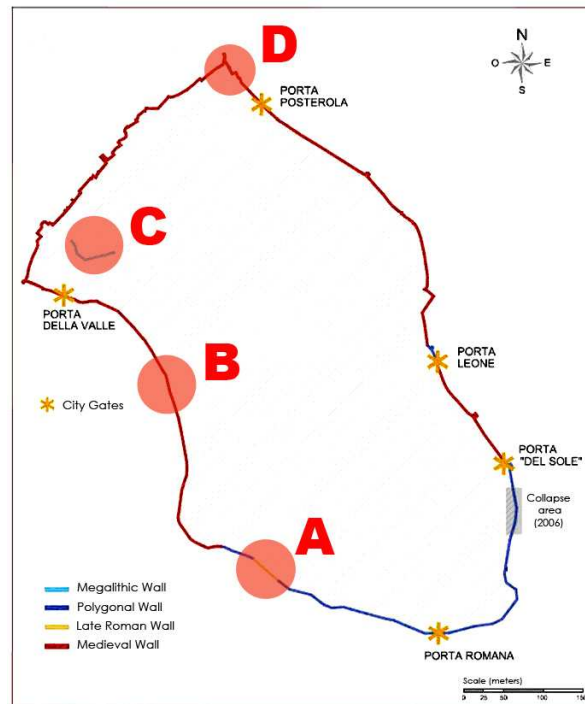 D
N
O E
S
PORTA
POSTEROLA
C
PORTA
DELLA VALLE
B
PORTA
LEONE
City Gates
PORTA
"DEL SOLE"
Collapse
area
(2006)
A
Megalithic Wall
Polygonal Wall
Late Roman Wall
Medieval Wall
PORTA ROMANA
Scale (meters)
0 25 50 100 150